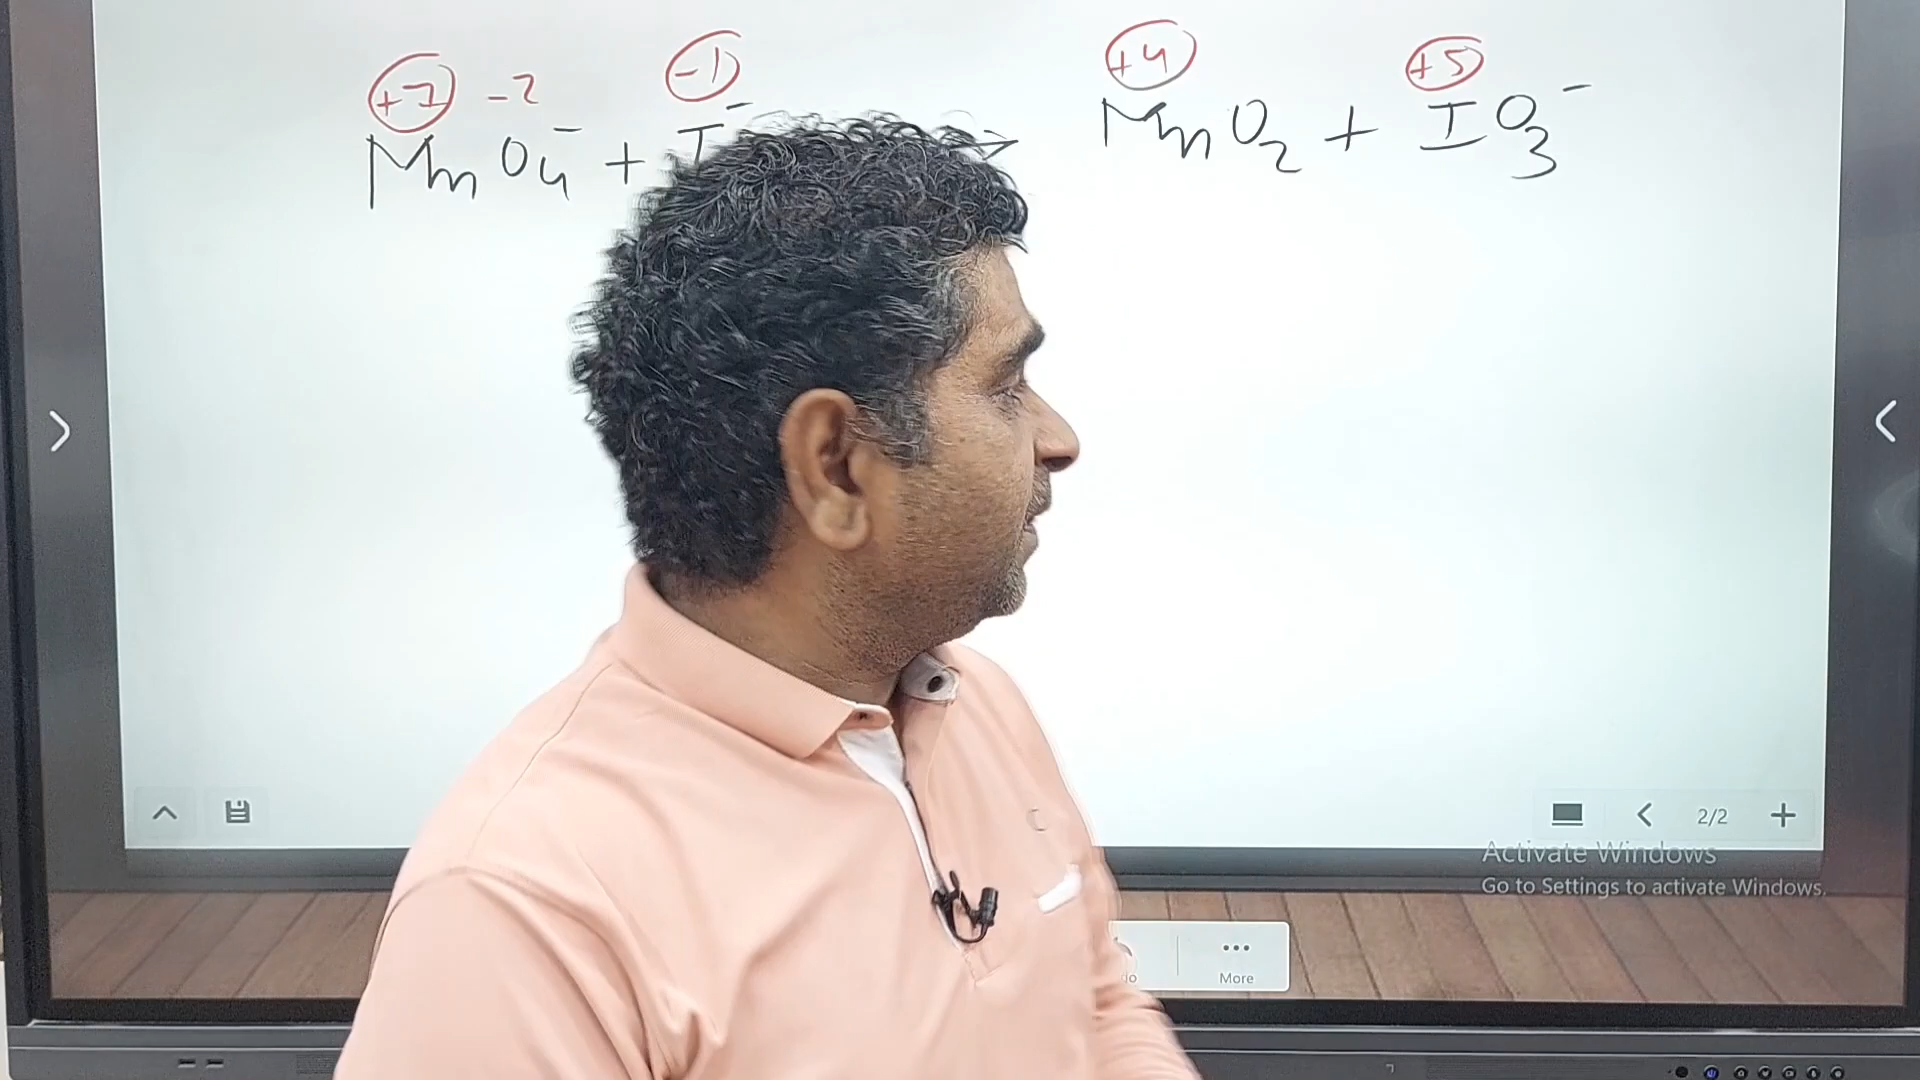 +7 -2 -1 +4 +5
MnO4⁻ + I⁻ → MnO2 + IO3⁻
2/2
Activate Windows
Go to Settings to activate Windows.
More